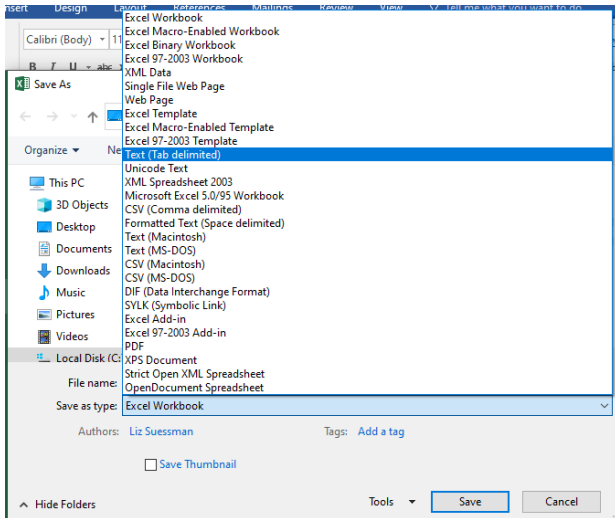 nsert Design Layout References Mailings Review View Tell me what you want to do
Calibri (Body) 11
B I U abc
Save As
Organize Ne
This PC
3D Objects
Desktop
Documents
Downloads
Music
Pictures
Videos
Local Disk (C:
Excel Workbook
Excel Macro-Enabled Workbook
Excel Binary Workbook
Excel 97-2003 Workbook
XML Data
Single File Web Page
Web Page
Excel Template
Excel Macro-Enabled Template
Excel 97-2003 Template
Text (Tab delimited)
Unicode Text
XML Spreadsheet 2003
Microsoft Excel 5.0/95 Workbook
CSV (Comma delimited)
Formatted Text (Space delimited)
Text (Macintosh)
Text (MS-DOS)
CSV (Macintosh)
CSV (MS-DOS)
DIF (Data Interchange Format)
SYLK (Symbolic Link)
Excel Add-in
Excel 97-2003 Add-in
PDF
XPS Document
Strict Open XML Spreadsheet
OpenDocument Spreadsheet
File name:
Save as type: Excel Workbook
Authors: Liz Suessman Tags: Add a tag
Save Thumbnail
Hide Folders Tools Save Cancel